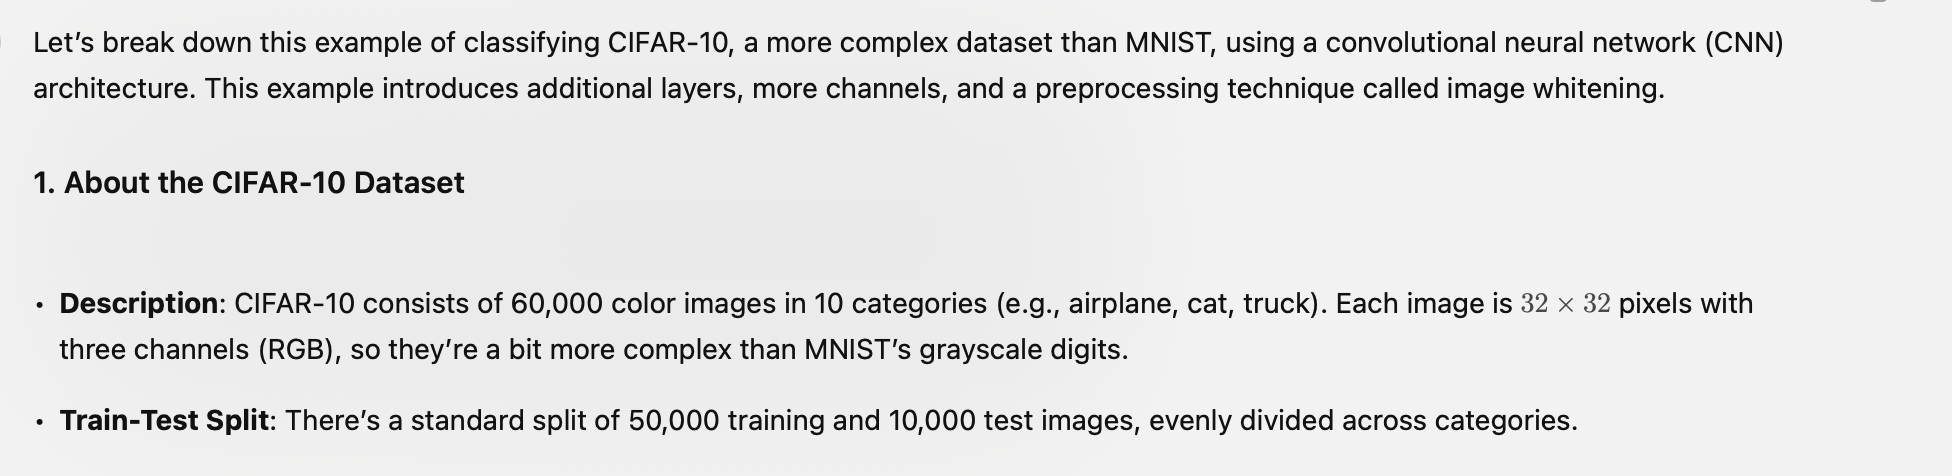 Let’s break down this example of classifying CIFAR-10, a more complex dataset than MNIST, using a convolutional neural network (CNN)
architecture. This example introduces additional layers, more channels, and a preprocessing technique called image whitening.
1. About the CIFAR-10 Dataset
• Description: CIFAR-10 consists of 60,000 color images in 10 categories (e.g., airplane, cat, truck). Each image is 32 × 32 pixels with
three channels (RGB), so they’re a bit more complex than MNIST’s grayscale digits.
• Train-Test Split: There’s a standard split of 50,000 training and 10,000 test images, evenly divided across categories.